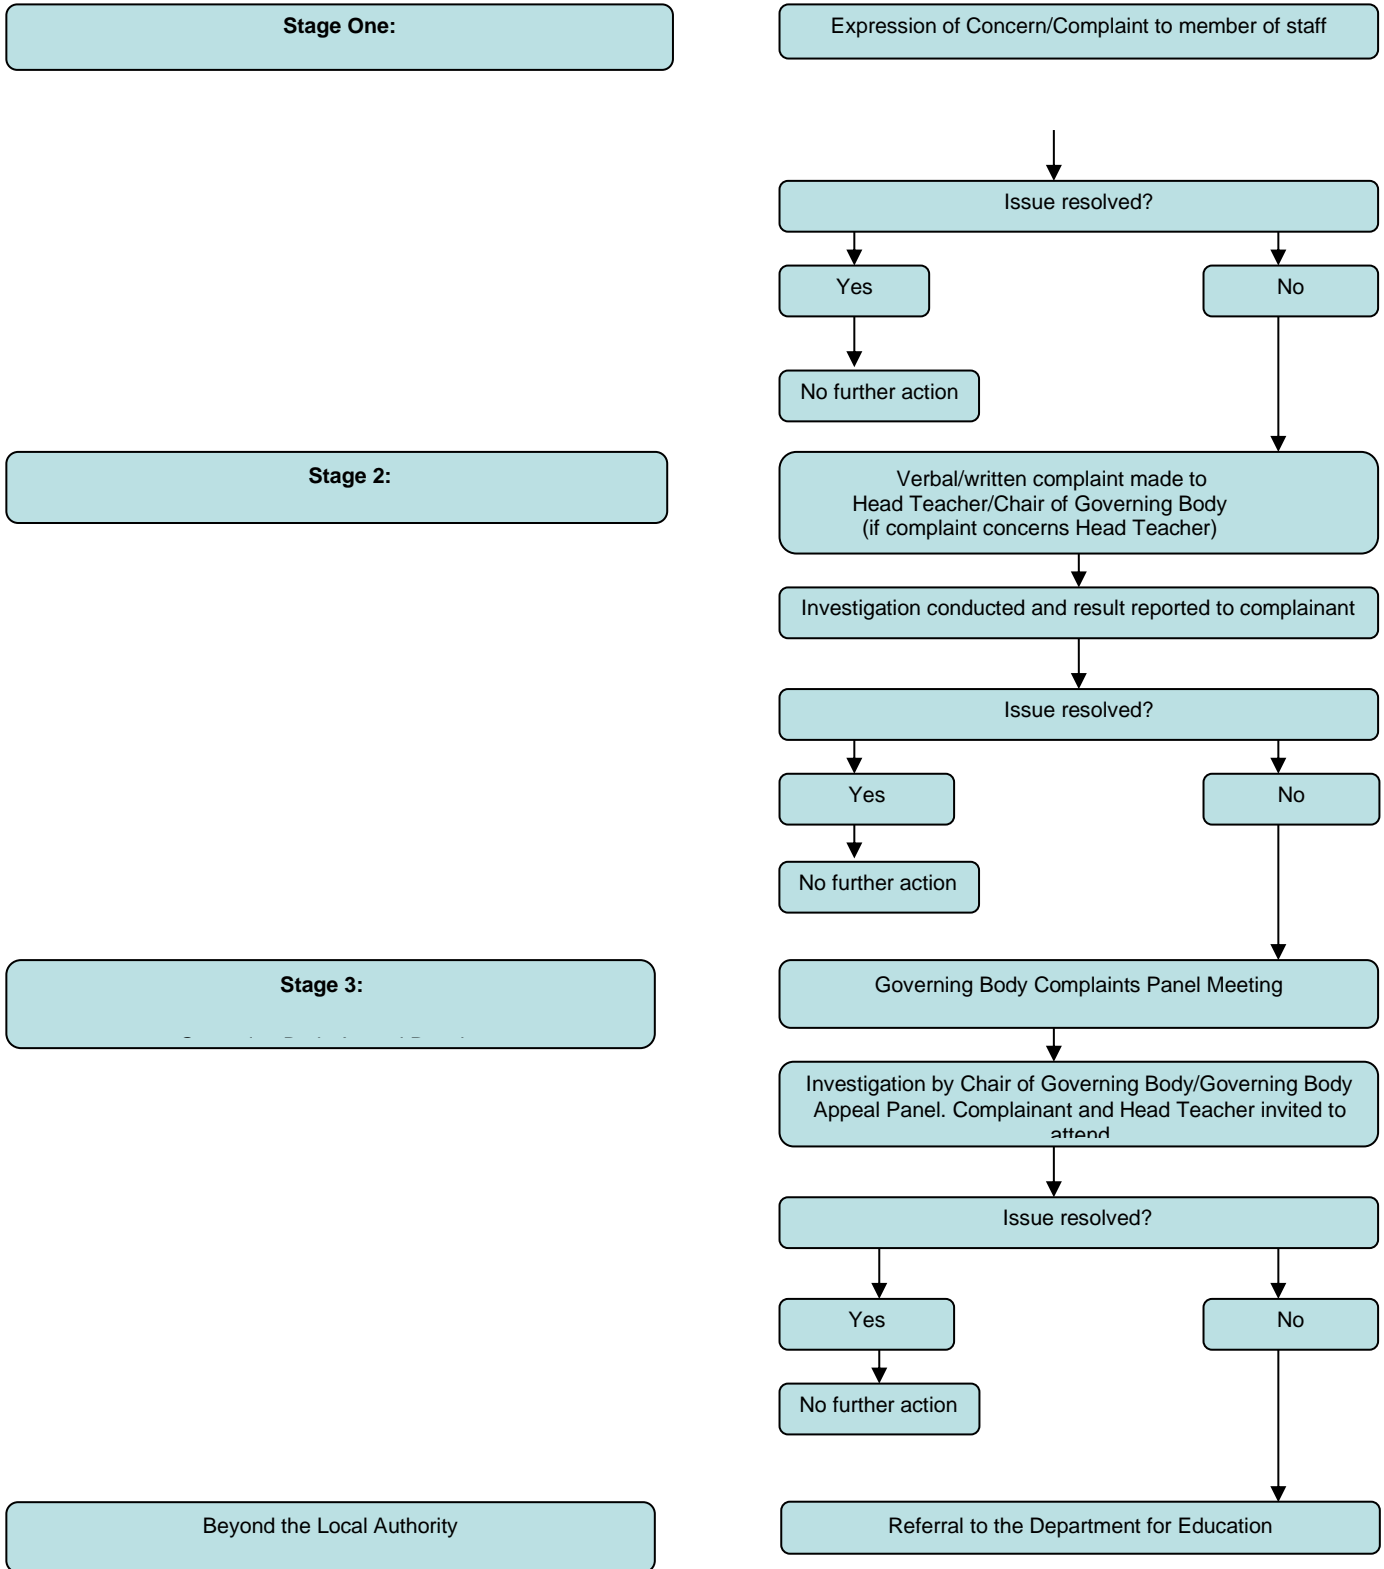 Stage One:
Expression of Concern/Complaint to member of staff
Issue resolved?
Yes
No
No further action
Stage 2:
Verbal/written complaint made to
Head Teacher/Chair of Governing Body
(if complaint concerns Head Teacher)
Investigation conducted and result reported to complainant
Issue resolved?
Yes
No
No further action
Stage 3:
Governing Body Complaints Panel Meeting
Investigation by Chair of Governing Body/Governing Body
Appeal Panel. Complainant and Head Teacher invited to
attend
Issue resolved?
Yes
No
No further action
Beyond the Local Authority
Referral to the Department for Education